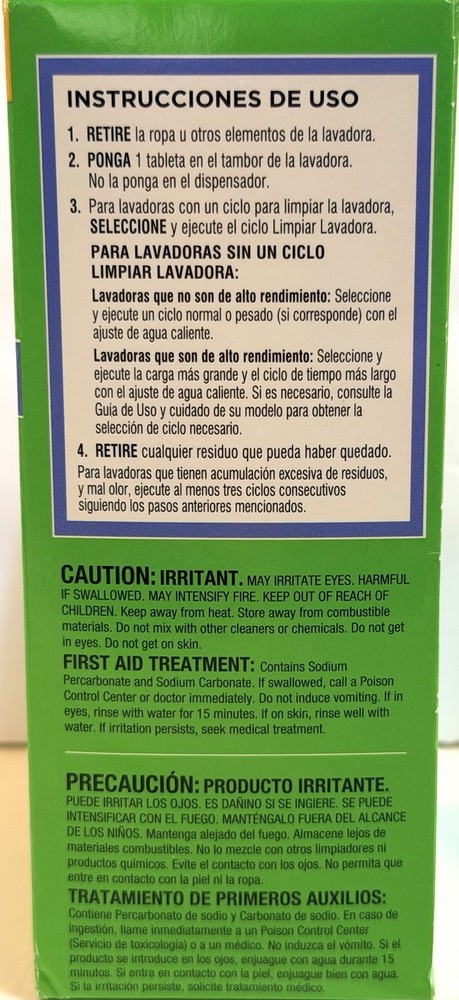 INSTRUCCIONES DE USO
1. RETIRE la ropa u otros elementos de la lavadora.
2. PONGA 1 tableta en el tambor de la lavadora.
No la ponga en el dispensador.
3. Para lavadoras con un ciclo para limpiar la lavadora,
SELECCIONE y ejecute el ciclo Limpiar Lavadora.
PARA LAVADORAS SIN UN CICLO
LIMPIAR LAVADORA:
Lavadoras que no son de alto rendimiento: Seleccione
y ejecute un ciclo normal o pesado (si corresponde) con el
ajuste de agua caliente.
Lavadoras que son de alto rendimiento: Seleccione y
ejecute la carga más grande y el ciclo de tiempo más largo
con el ajuste de agua caliente. Si es necesario, consulte la
Guía de Uso y cuidado de su modelo para obtener la
selección de ciclo necesario.
4. RETIRE cualquier residuo que pueda haber quedado.
Para lavadoras que tienen acumulación excesiva de residuos,
y mal olor, ejecute al menos tres ciclos consecutivos
siguiendo los pasos anteriores mencionados.
CAUTION: IRRITANT. MAY IRRITATE EYES. HARMFUL
IF SWALLOWED. MAY INTENSIFY FIRE. KEEP OUT OF REACH OF
CHILDREN. Keep away from heat. Store away from combustible
materials. Do not mix with other cleaners or chemicals. Do not get
in eyes. Do not get on skin.
FIRST AID TREATMENT: Contains Sodium
Percarbonate and Sodium Carbonate. If swallowed, call a Poison
Control Center or doctor immediately. Do not induce vomiting. If in
eyes, rinse with water for 15 minutes. If on skin, rinse well with
water. If irritation persists, seek medical treatment.
PRECAUCIÓN: PRODUCTO IRRITANTE.
PUEDE IRRITAR LOS OJOS. ES DAÑINO SI SE INGIERE. SE PUEDE
INTENSIFICAR CON EL FUEGO. MANTÉNGALO FUERA DEL ALCANCE
DE LOS NIÑOS. Mantenga alejado del fuego. Almacene lejos de
materiales combustibles. No lo mezcle con otros limpiadores ni
productos químicos. Evite el contacto con los ojos. No permita que
entre en contacto con la piel ni la ropa.
TRATAMIENTO DE PRIMEROS AUXILIOS:
Contiene Percarbonato de sodio y Carbonato de sodio. En caso de
ingestión, llame inmediatamente a un Poison Control Center
(Servicio de toxicología) o a un médico. No induzca el vómito. Si el
producto se introduce en los ojos, enjuague con agua durante 15
minutos. Si entra en contacto con la piel, enjuague bien con agua.
Si la irritación persiste, solicite tratamiento médico.